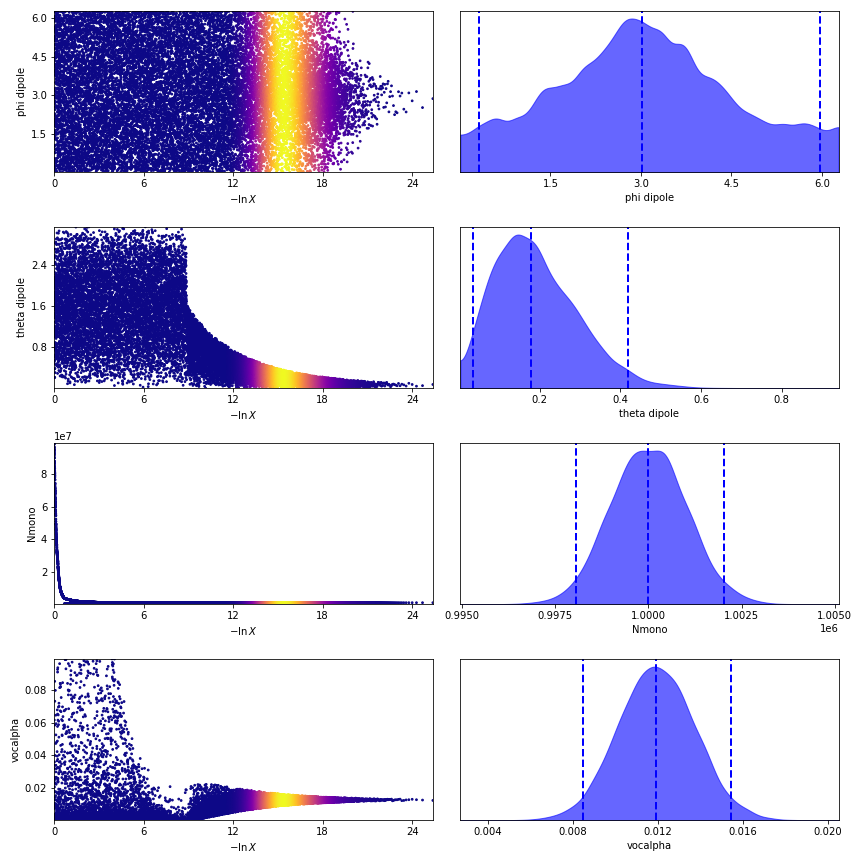 6.0
4.5
3.0
1.5
phi dipole
0 6 12 18 24
−ln X
1.5 3.0 4.5 6.0
phi dipole
2.4
1.6
0.8
theta dipole
0 6 12 18 24
−ln X
0.2 0.4 0.6 0.8
theta dipole
1e7
8
6
4
2
Nmono
0 6 12 18 24
−ln X
0.9950 0.9975 1.0000 1.0025 1.0050
Nmono
1e6
0.08
0.06
0.04
0.02
vocalpha
0 6 12 18 24
−ln X
0.004 0.008 0.012 0.016 0.020
vocalpha